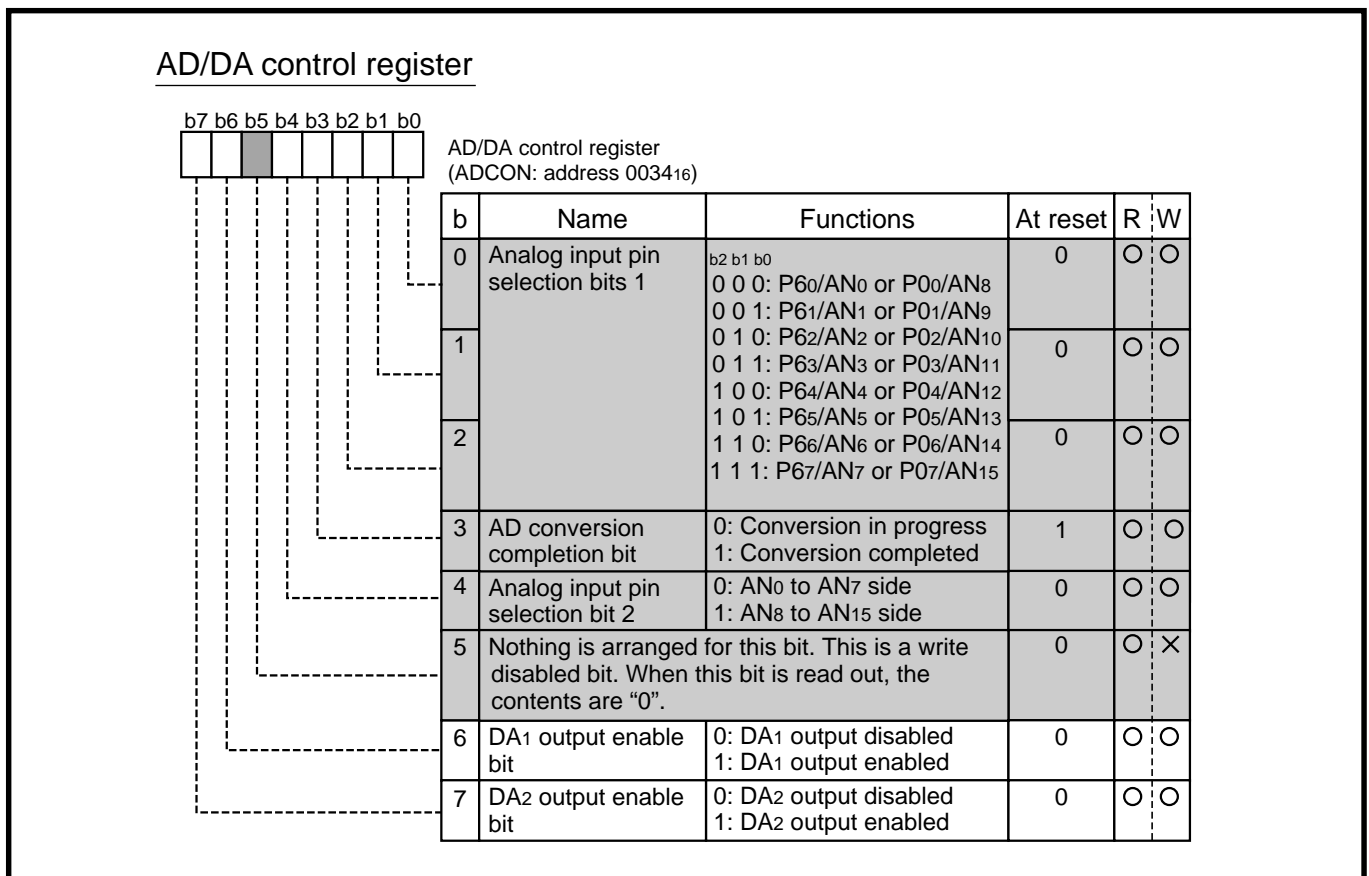 AD/DA control register
b7 b6 b5 b4 b3 b2 b1 b0
AD/DA control register
(ADCON: address 0034₁₆)
b Name Functions At reset R W
0 Analog input pin selection bits 1
b2 b1 b0
0 0 0: P6₀/AN₀ or P0₀/AN₈
0 0 1: P6₁/AN₁ or P0₁/AN₉
0 1 0: P6₂/AN₂ or P0₂/AN₁₀
0 1 1: P6₃/AN₃ or P0₃/AN₁₁
1 0 0: P6₄/AN₄ or P0₄/AN₁₂
1 0 1: P6₅/AN₅ or P0₅/AN₁₃
1 1 0: P6₆/AN₆ or P0₆/AN₁₄
1 1 1: P6₇/AN₇ or P0₇/AN₁₅
0 ○ ○
1 0 ○ ○
2 0 ○ ○
3 AD conversion completion bit
0: Conversion in progress
1: Conversion completed
1 ○ ○
4 Analog input pin selection bit 2
0: AN₀ to AN₇ side
1: AN₈ to AN₁₅ side
0 ○ ○
5 Nothing is arranged for this bit. This is a write
disabled bit. When this bit is read out, the
contents are “0”.
0 ○ ×
6 DA₁ output enable bit
0: DA₁ output disabled
1: DA₁ output enabled
0 ○ ○
7 DA₂ output enable bit
0: DA₂ output disabled
1: DA₂ output enabled
0 ○ ○